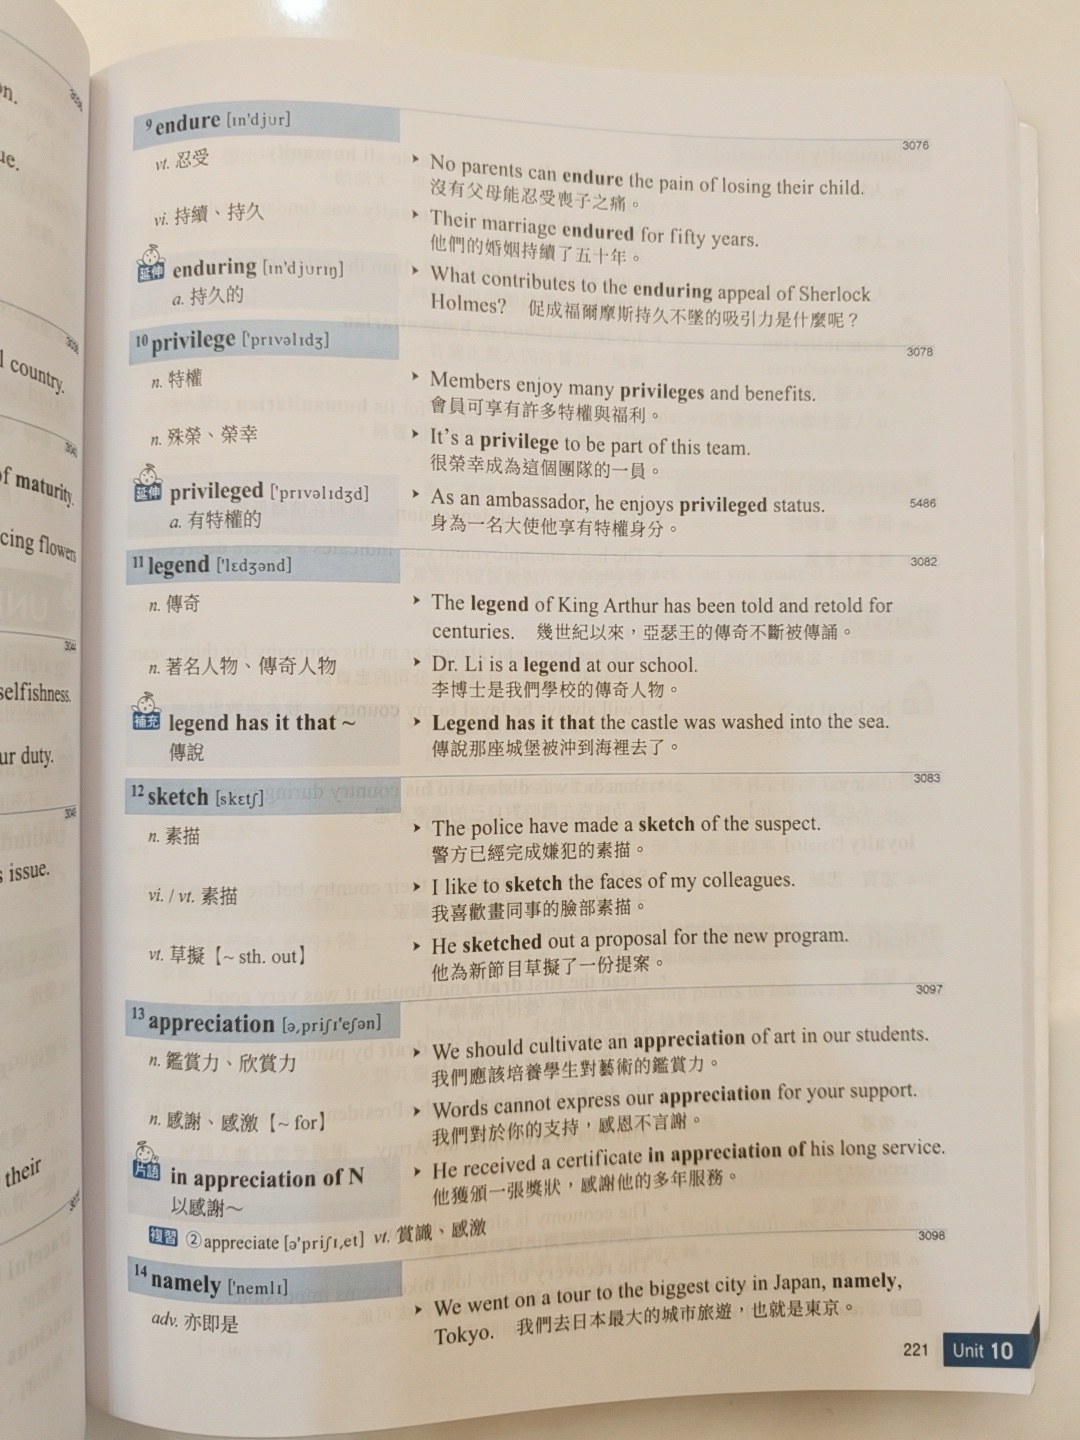 on.
ue.
l country.
of maturity.
cing flowers
selfishness.
ur duty.
s issue.
their
9 endure [ɪn'djʊr]
3076
vt. 忍受
No parents can endure the pain of losing their child.
沒有父母能忍受喪子之痛。
vi. 持續、持久
Their marriage endured for fifty years.
他們的婚姻持續了五十年。
延伸 enduring [ɪn'djʊrɪŋ]
a. 持久的
What contributes to the enduring appeal of Sherlock
Holmes? 促成福爾摩斯持久不墜的吸引力是什麼呢？
10 privilege ['prɪvəlɪdʒ]
3078
n. 特權
Members enjoy many privileges and benefits.
會員可享有許多特權與福利。
n. 殊榮、榮幸
It's a privilege to be part of this team.
很榮幸成為這個團隊的一員。
延伸 privileged ['prɪvəlɪdʒd]
a. 有特權的
As an ambassador, he enjoys privileged status.
5486
身為一名大使他享有特權身分。
11 legend ['lɛdʒənd]
3082
n. 傳奇
The legend of King Arthur has been told and retold for
centuries. 幾世紀以來，亞瑟王的傳奇不斷被傳誦。
n. 著名人物、傳奇人物
Dr. Li is a legend at our school.
李博士是我們學校的傳奇人物。
補充 legend has it that ~
傳說
Legend has it that the castle was washed into the sea.
傳說那座城堡被沖到海裡去了。
12 sketch [skɛtʃ]
3083
n. 素描
The police have made a sketch of the suspect.
警方已經完成嫌犯的素描。
vi. / vt. 素描
I like to sketch the faces of my colleagues.
我喜歡畫同事的臉部素描。
vt. 草擬【~ sth. out】
He sketched out a proposal for the new program.
他為新節目草擬了一份提案。
13 appreciation [ə,priʃɪ'eʃən]
3097
n. 鑑賞力、欣賞力
We should cultivate an appreciation of art in our students.
我們應該培養學生對藝術的鑑賞力。
n. 感謝、感激【~ for】
Words cannot express our appreciation for your support.
我們對於你的支持，感恩不言謝。
片語 in appreciation of N
以感謝～
He received a certificate in appreciation of his long service.
他獲頒一張獎狀，感謝他的多年服務。
複習 ②appreciate [ə'priʃɪ,et] vt. 賞識、感激
14 namely ['nemlɪ]
3098
adv. 亦即是
We went on a tour to the biggest city in Japan, namely,
Tokyo. 我們去日本最大的城市旅遊，也就是東京。
221 Unit 10